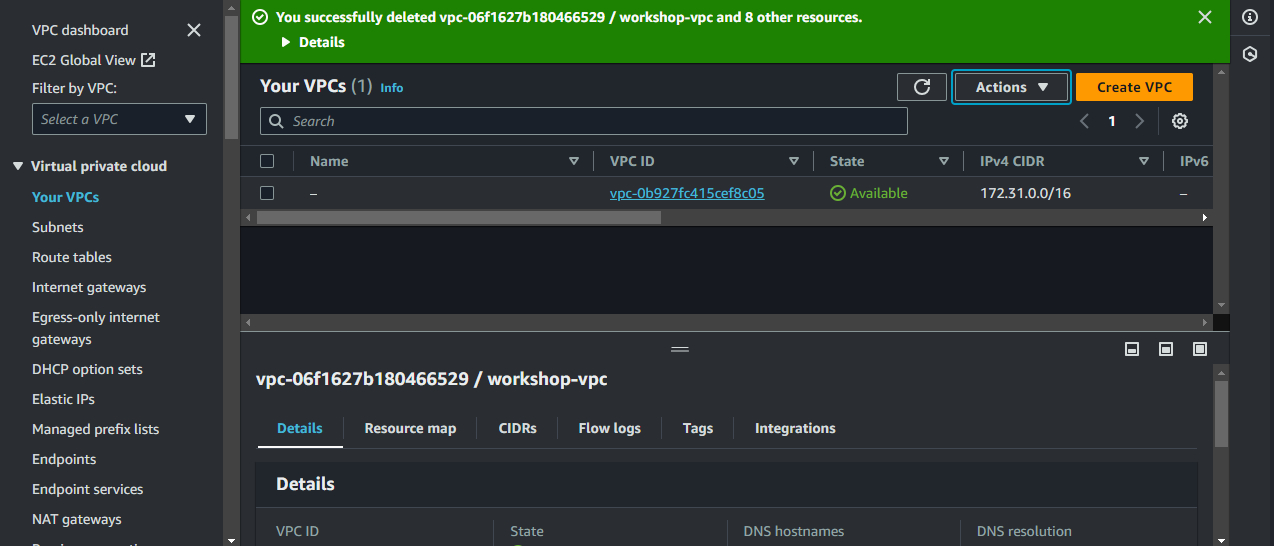 VPC dashboard
EC2 Global View
Filter by VPC:
Select a VPC
Virtual private cloud
Your VPCs
Subnets
Route tables
Internet gateways
Egress-only internet
gateways
DHCP option sets
Elastic IPs
Managed prefix lists
Endpoints
Endpoint services
NAT gateways
You successfully deleted vpc-06f1627b180466529 / workshop-vpc and 8 other resources.
Details
Your VPCs (1) Info
Actions
Create VPC
Search
1
Name VPC ID State IPv4 CIDR IPv6
– vpc-0b927fc415cef8c05 Available 172.31.0.0/16 –
vpc-06f1627b180466529 / workshop-vpc
Details Resource map CIDRs Flow logs Tags Integrations
Details
VPC ID State DNS hostnames DNS resolution